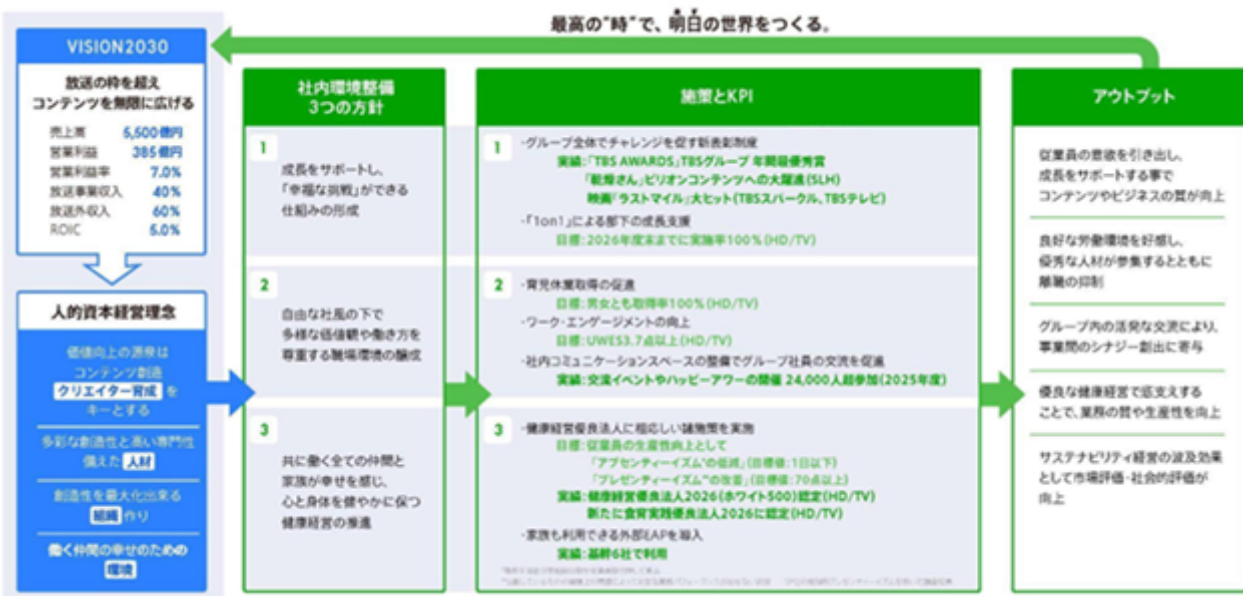 最高の"時"で、明日の世界をつくる。
VISION2030
放送の枠を超え
コンテンツを無限に広げる
売上高 5,500億円
営業利益 385億円
営業利益率 7.0%
放送事業収入 40%
放送外収入 60%
ROIC 5.0%
人的資本経営理念
価値向上の源泉は
コンテンツ創造
クリエイター育成 を
キーとする
多彩な創造性と高い専門性
備えた 人材
創造性を最大化出来る
組織 作り
働く仲間の幸せのための
環境
社内環境整備
3つの方針
1
成長をサポートし、
「幸福な挑戦」ができる
仕組みの形成
2
自由な社風の下で
多様な価値観や働き方を
尊重する職場環境の醸成
3
共に働く全ての仲間と
家族が幸せを感じ、
心と身体を健やかに保つ
健康経営の推進
施策とKPI
1
・グループ全体でチャレンジを促す新表彰制度
実績:「TBS AWARDS」TBSグループ 年間最優秀賞
「乾燥さん」ビリオンコンテンツへの大躍進(SLH)
映画「ラストマイル」大ヒット(TBSスパークル、TBSテレビ)
・「1on1」による部下の成長支援
目標:2026年度末までに実施率100%(HD/TV)
2
・育児休業取得の促進
目標:男女とも取得率100%(HD/TV)
・ワーク・エンゲージメントの向上
目標:UWES3.7点以上(HD/TV)
・社内コミュニケーションスペースの整備でグループ社員の交流を促進
実績:交流イベントやハッピーアワーの開催 24,000人超参加(2025年度)
3
・健康経営優良法人に相応しい諸施策を実施
目標:従業員の生産性向上として
「アブセンティーイズム*の低減」(目標値:1日以下)
「プレゼンティーイズム**の改善」(目標値:70点以上)
実績:健康経営優良法人2026(ホワイト500)認定(HD/TV)
新たに食育実践優良法人2026に認定(HD/TV)
・家族も利用できる外部EAPを導入
実績:基幹6社で利用
アウトプット
従業員の意欲を引き出し、
成長をサポートする事で
コンテンツやビジネスの質が向上
良好な労働環境を好感し、
優秀な人材が参集するとともに
離職の抑制
グループ内の活発な交流により、
事業間のシナジー創出に寄与
優良な健康経営で底支えする
ことで、業務の質や生産性を向上
サステナビリティ経営の波及効果
として市場評価・社会的評価が
向上